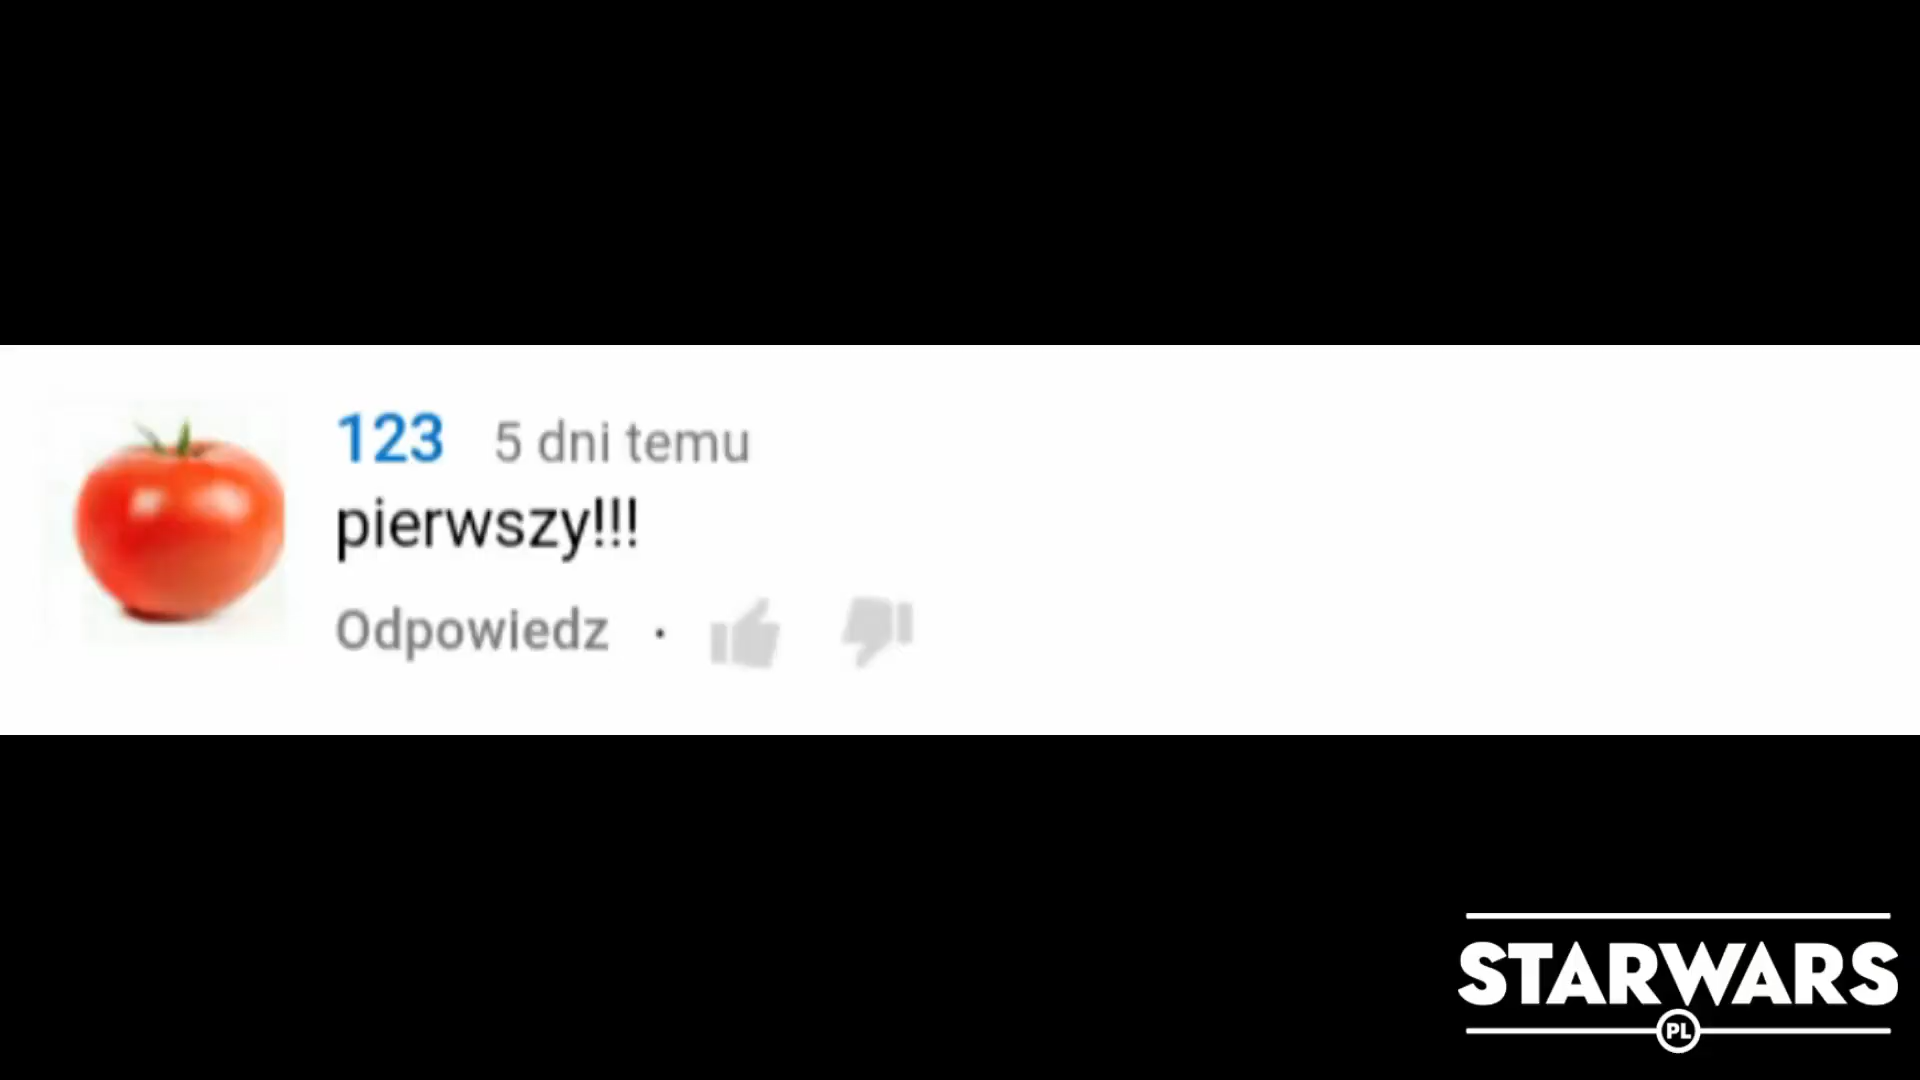 123 5 dni temu
pierwszy!!!
Odpowiedz ·
STARWARS
PL